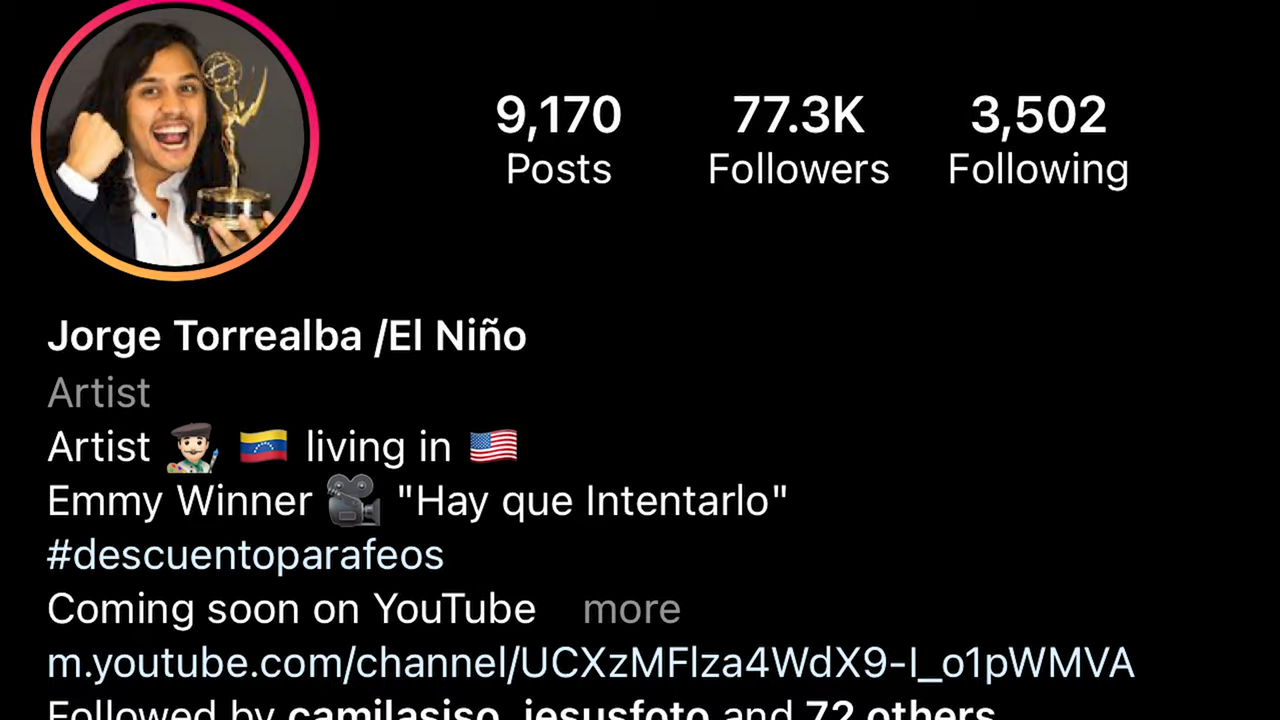 9,170 77.3K 3,502
Posts Followers Following
Jorge Torrealba /El Niño
Artist
Artist 👨🏻‍🎨 🇻🇪 living in 🇺🇸
Emmy Winner 🎥 "Hay que Intentarlo"
#descuentoparafeos
Coming soon on YouTube more
m.youtube.com/channel/UCXzMFlza4WdX9-I_o1pWMVA
Followed by camilasiso, jesusfoto and 72 others